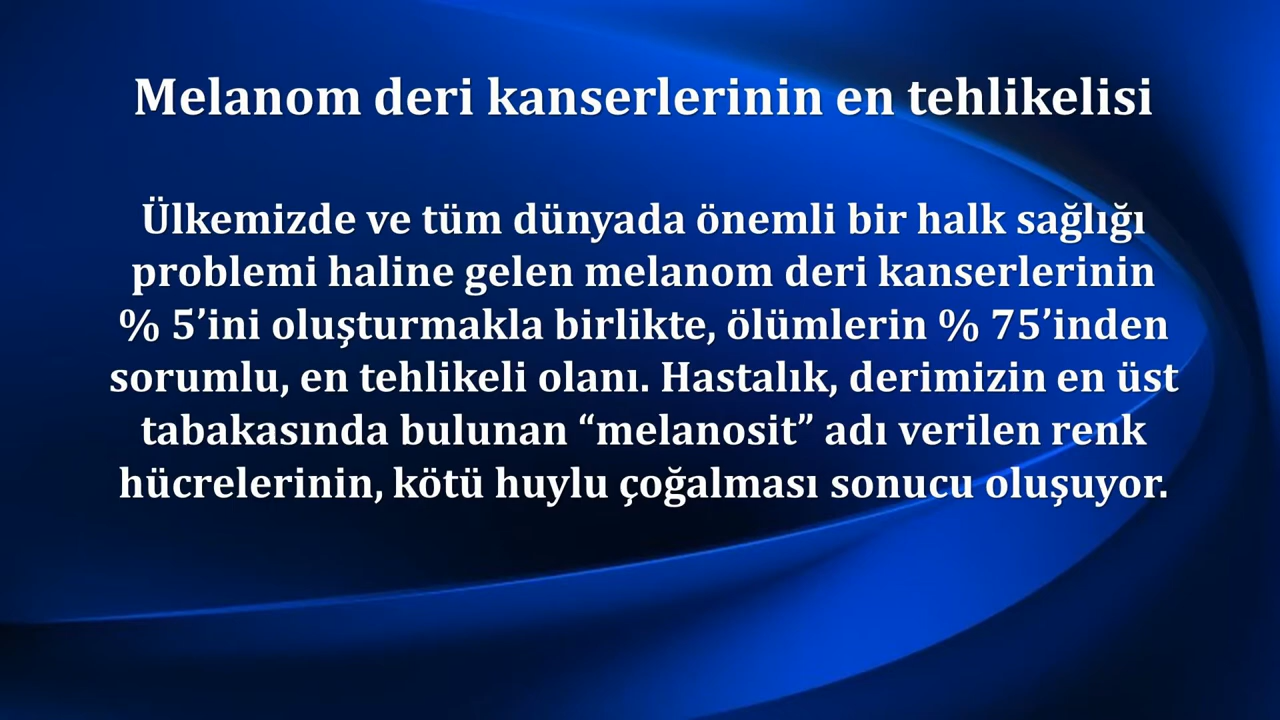 Melanom deri kanserlerinin en tehlikelisi
Ülkemizde ve tüm dünyada önemli bir halk sağlığı
problemi haline gelen melanom deri kanserlerinin
% 5’ini oluşturmakla birlikte, ölümlerin % 75’inden
sorumlu, en tehlikeli olanı. Hastalık, derimizin en üst
tabakasında bulunan “melanosit” adı verilen renk
hücrelerinin, kötü huylu çoğalması sonucu oluşuyor.